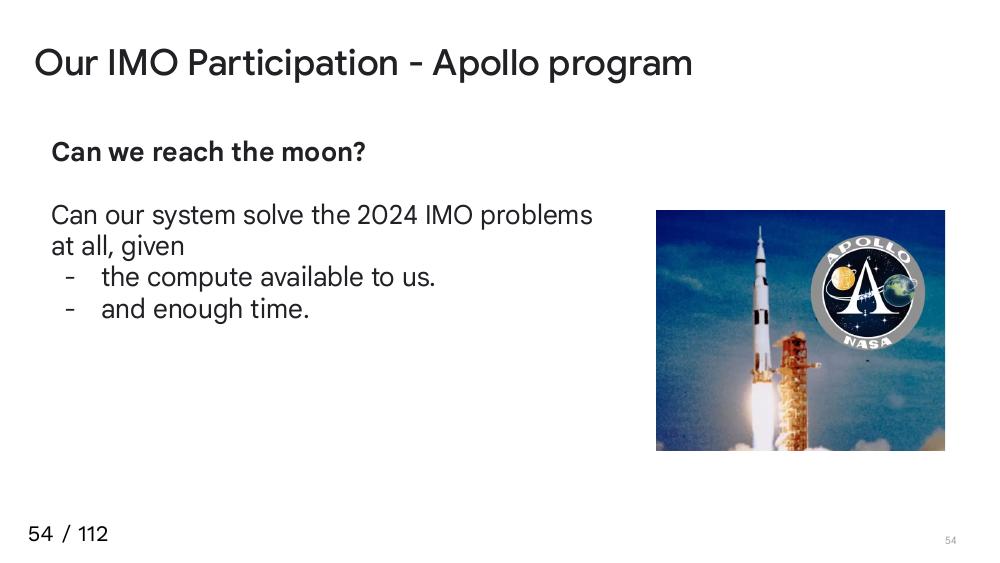 Our IMO Participation - Apollo program
Can we reach the moon?
Can our system solve the 2024 IMO problems
at all, given
- the compute available to us.
- and enough time.
APOLLO
A
NASA
54 / 112
54